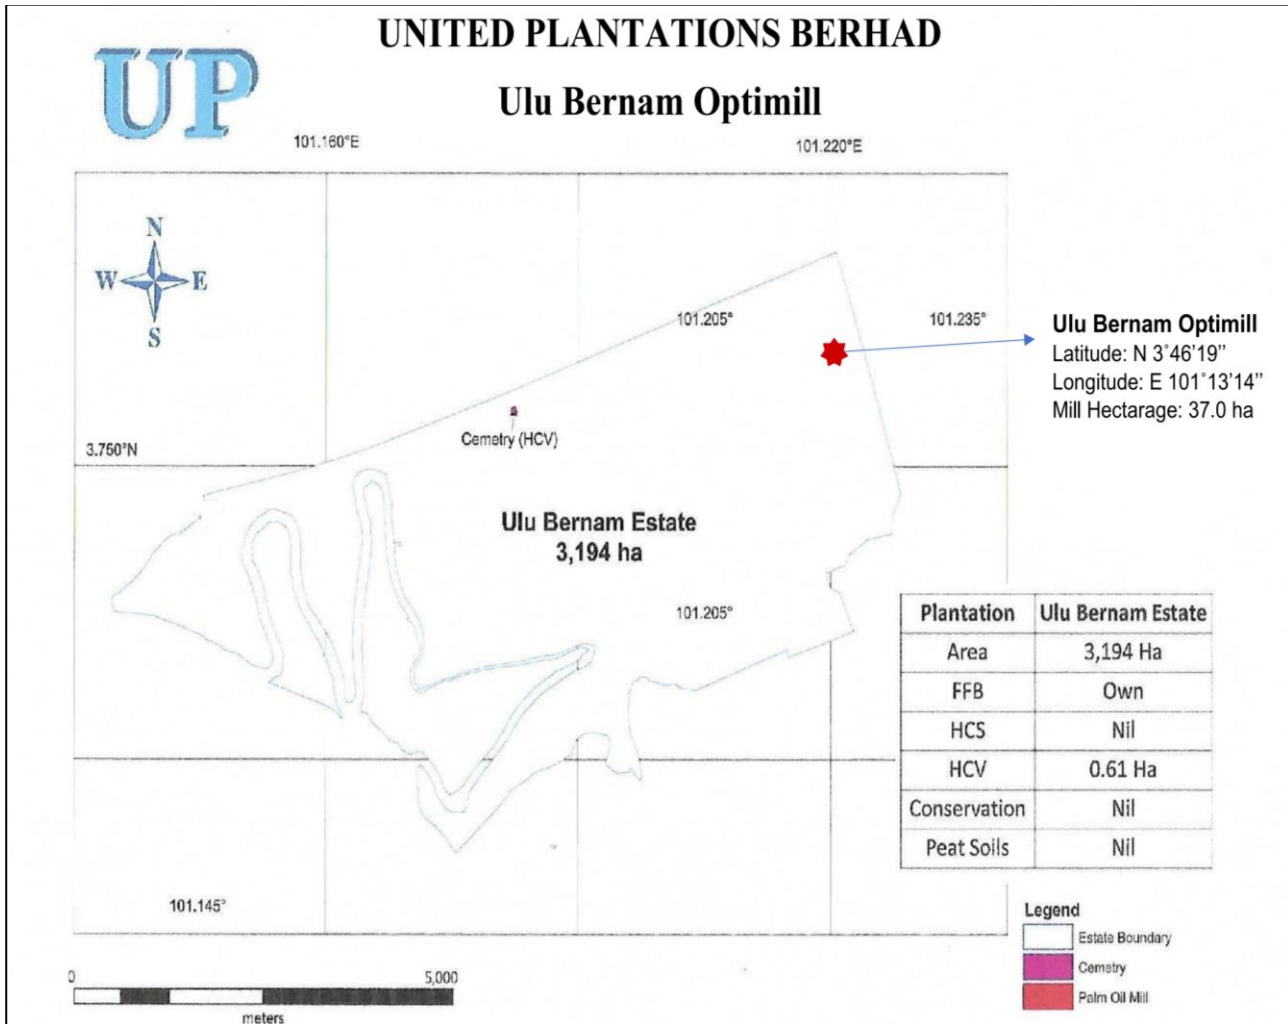 UNITED PLANTATIONS BERHAD
UP
Ulu Bernam Optimill
101.160°E
101.220°E
N
W E
S
101.205°
101.235°
Ulu Bernam Optimill
Latitude: N 3˚46'19”
Longitude: E 101˚13'14”
Mill Hectarage: 37.0 ha
Cemetry (HCV)
3.750°N
Ulu Bernam Estate
3,194 ha
101.205°
Plantation Ulu Bernam Estate
Area 3,194 Ha
FFB Own
HCS Nil
HCV 0.61 Ha
Conservation Nil
Peat Soils Nil
101.145°
Legend
Estate Boundary
Cemetry
Palm Oil Mill
0 5,000
meters